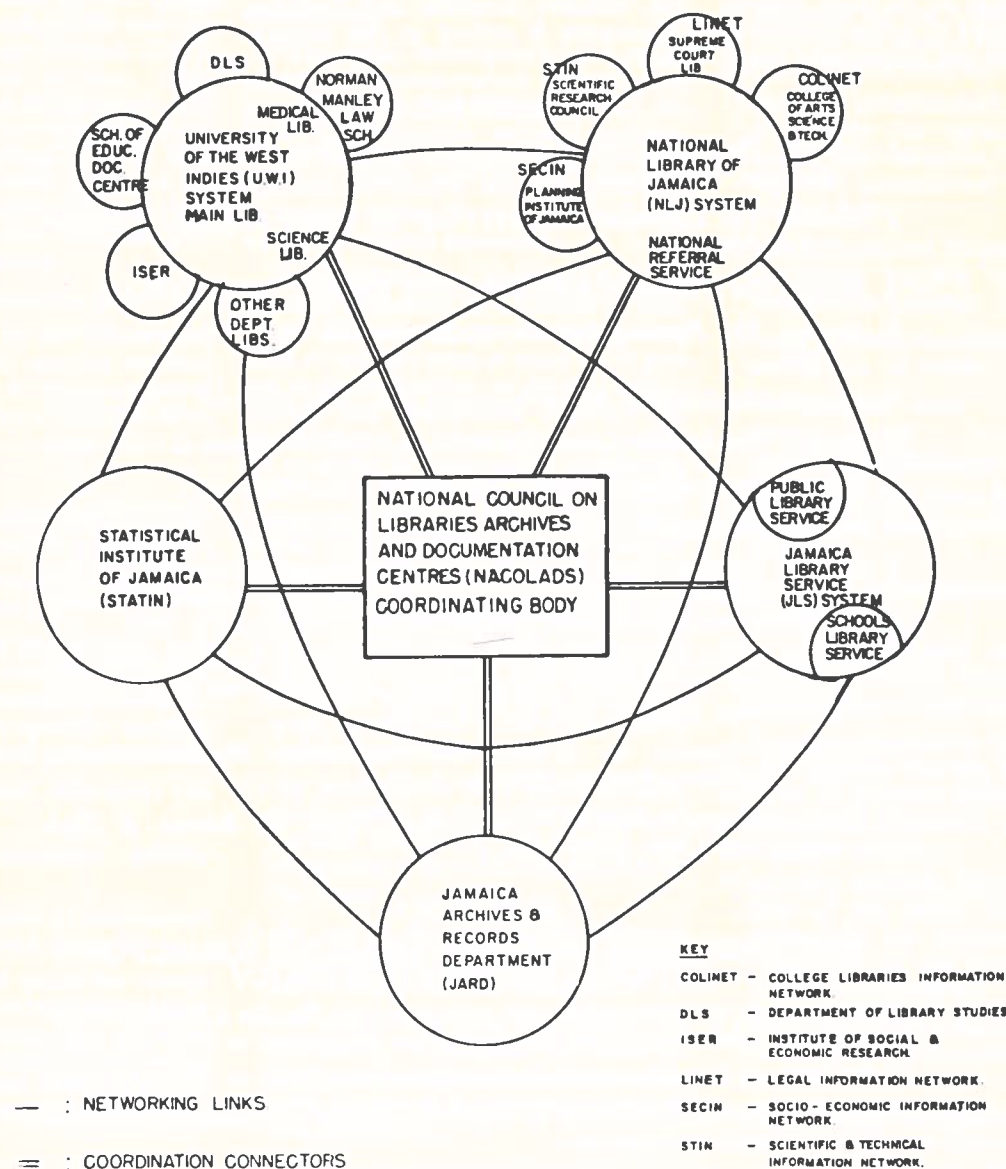 DLS
NORMAN
MANLEY
LAW
SCH.
MEDICAL
LIB.
SCH. OF
EDUC.
DOC.
CENTRE
UNIVERSITY
OF THE WEST
INDIES (U.W.I)
SYSTEM
MAIN LIB.
SCIENCE
LIB.
ISER
OTHER
DEPT.
LIBS.
LINET
SUPREME
COURT
LIB
STIN
SCIENTIFIC
RESEARCH
COUNCIL
COLINET
COLLEGE
OF ARTS
SCIENCE
& TECH.
SECIN
PLANNING
INSTITUTE
OF JAMAICA
NATIONAL
LIBRARY OF
JAMAICA
(NLJ) SYSTEM
NATIONAL
REFERRAL
SERVICE
STATISTICAL
INSTITUTE
OF JAMAICA
(STATIN)
NATIONAL COUNCIL ON
LIBRARIES ARCHIVES
AND DOCUMENTATION
CENTRES (NACOLADS)
COORDINATING BODY
PUBLIC
LIBRARY
SERVICE
JAMAICA
LIBRARY
SERVICE
(JLS) SYSTEM
SCHOOLS
LIBRARY
SERVICE
JAMAICA
ARCHIVES &
RECORDS
DEPARTMENT
(JARD)
KEY
COLINET – COLLEGE LIBRARIES INFORMATION
NETWORK.
DLS – DEPARTMENT OF LIBRARY STUDIES
ISER – INSTITUTE OF SOCIAL &
ECONOMIC RESEARCH
LINET – LEGAL INFORMATION NETWORK.
SECIN – SOCIO - ECONOMIC INFORMATION
NETWORK.
STIN – SCIENTIFIC & TECHNICAL
INFORMATION NETWORK.
— : NETWORKING LINKS
= : COORDINATION CONNECTORS